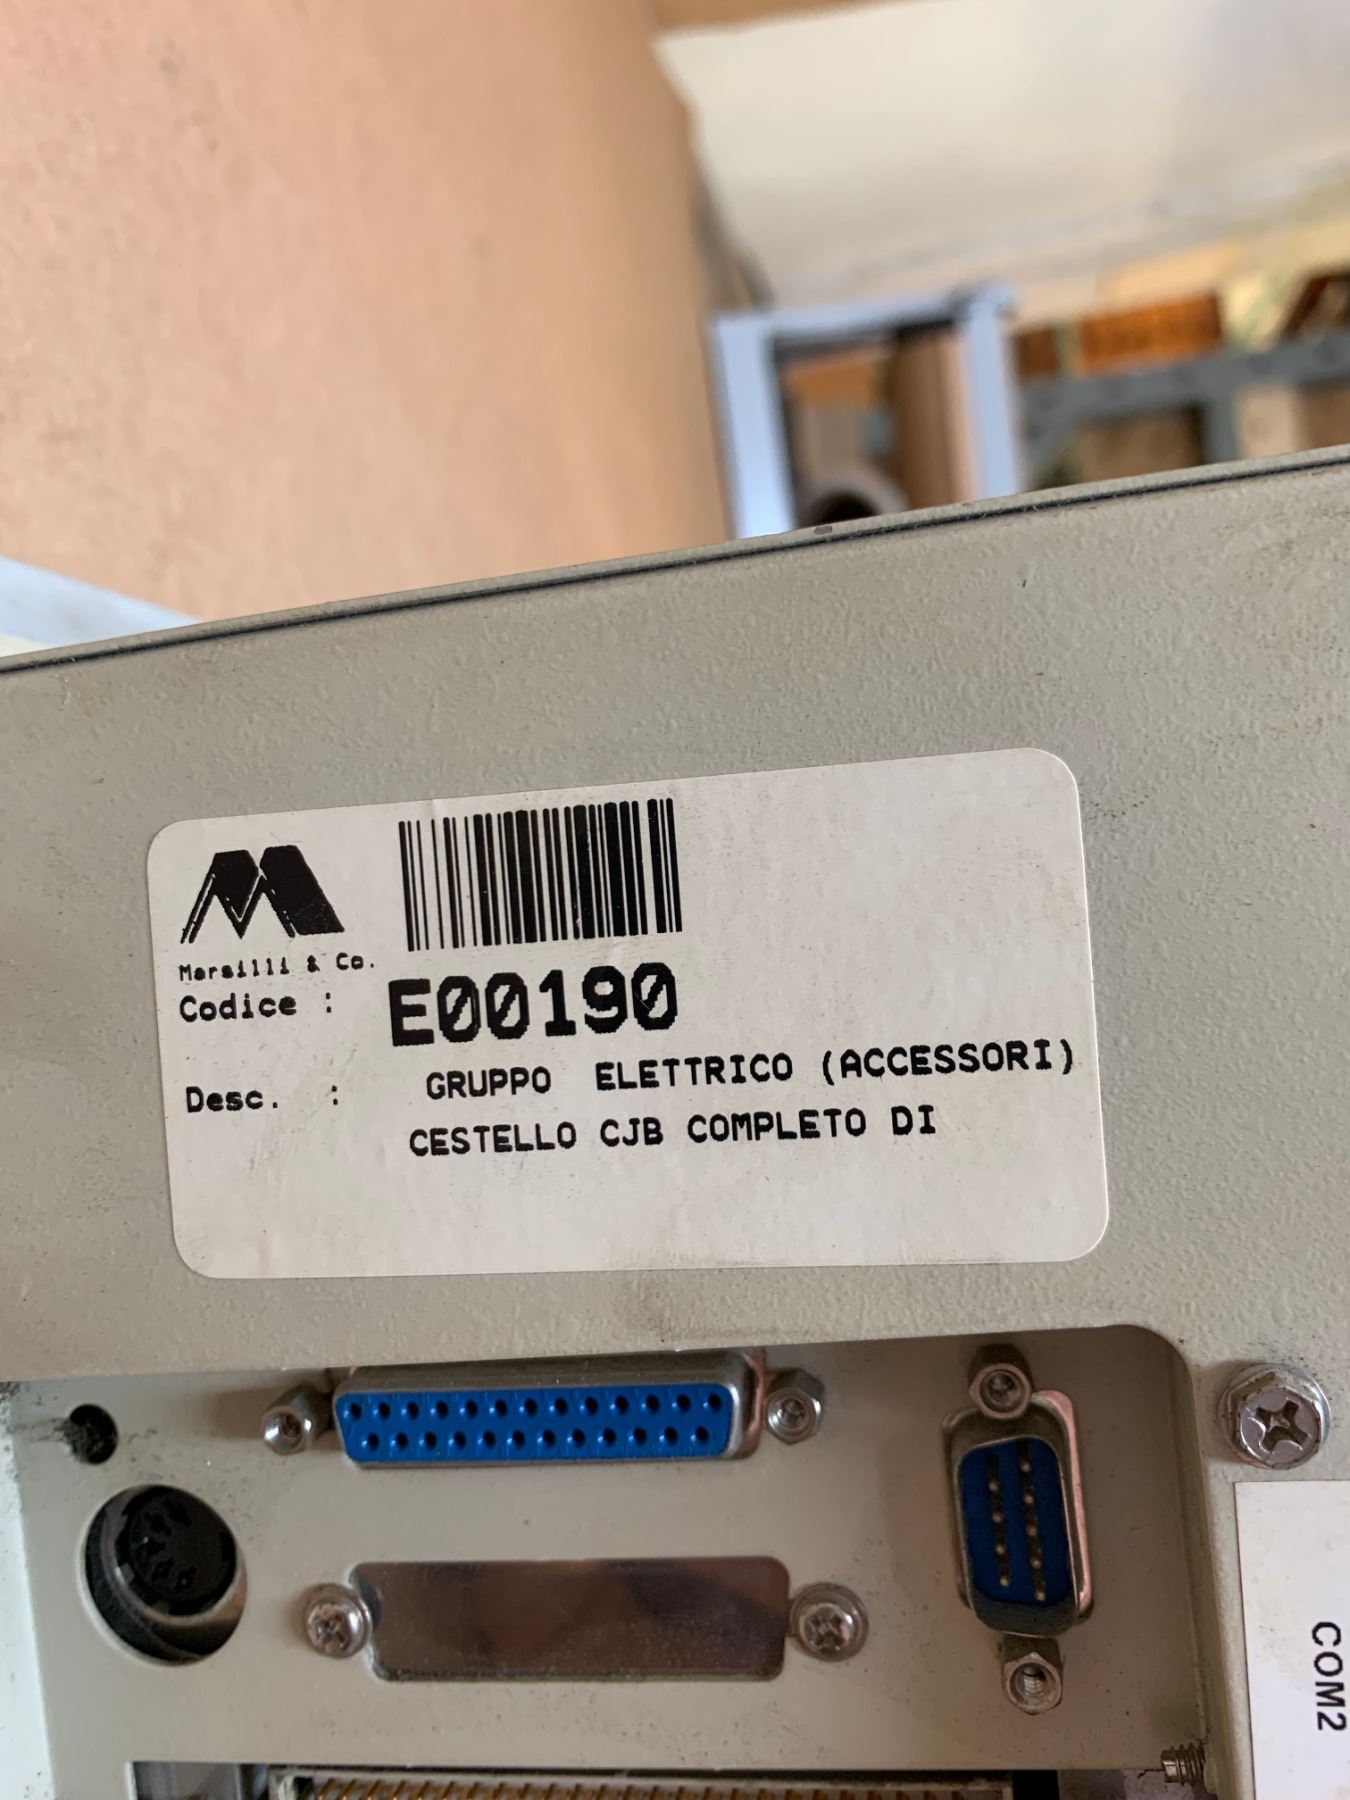 Marsilli & Co.
Codice : E00190
Desc. : GRUPPO ELETTRICO (ACCESSORI)
CESTELLO CJB COMPLETO DI
COM2